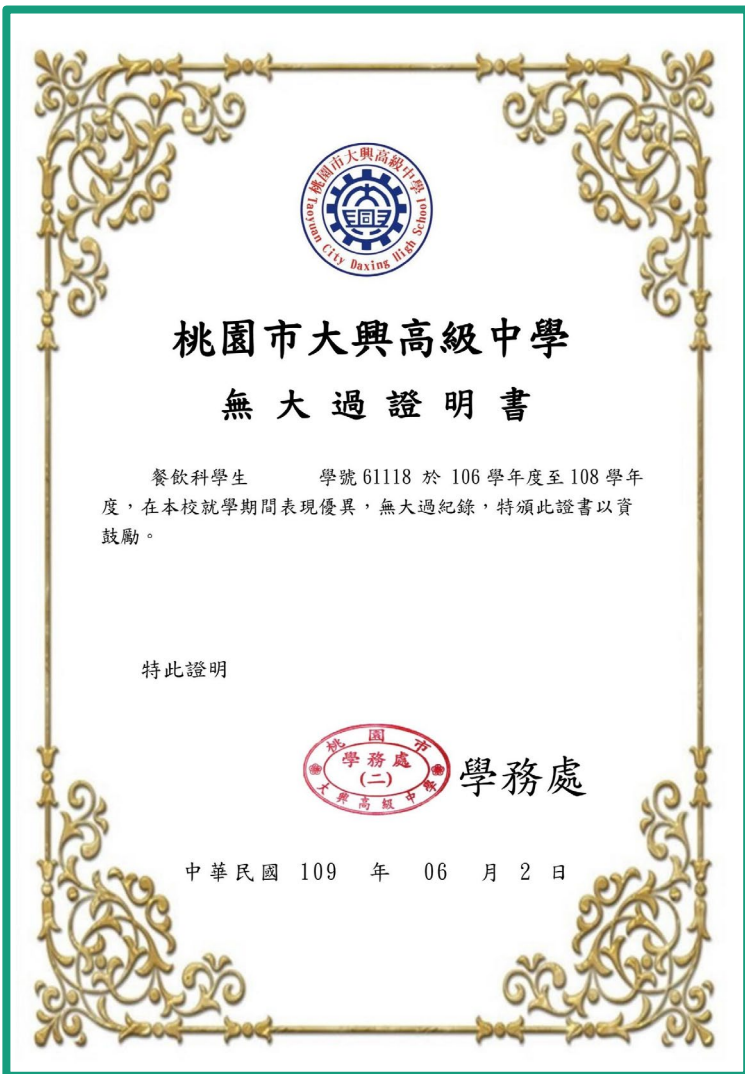 桃園市大興高級中學
Taoyuan City Daxing High School
桃園市大興高級中學
無大過證明書
餐飲科學生 學號 61118 於 106 學年度至 108 學年
度,在本校就學期間表現優異,無大過紀錄,特頒此證書以資
鼓勵。
特此證明
桃園市
學務處
(二)
大興高級中學
學務處
中華民國 109 年 06 月 2 日